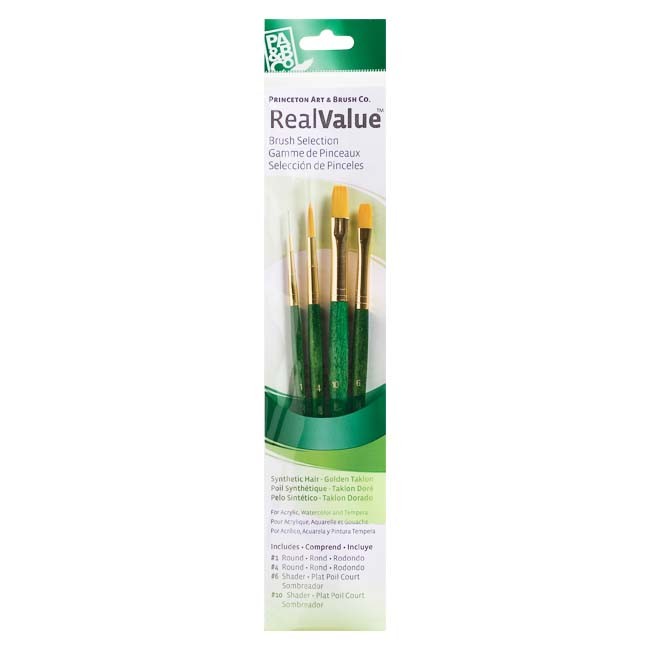 PA
&B
Co
PRINCETON ART & BRUSH CO.
RealValue™
Brush Selection
Gamme de Pinceaux
Selección de Pinceles
1 4 10 6
Synthetic Hair - Golden Taklon
Poil Synthétique - Taklon Doré
Pelo Sintético - Taklon Dorado
For Acrylic, Watercolor and Tempera
Pour Acrylique, Aquarelle et Gouache
Por Acrílico, Acuarela y Pintura Tempera
Includes • Comprend • Incluye
#1 Round • Rond • Rodondo
#4 Round • Rond • Rodondo
#6 Shader • Plat Poil Court
Sombreador
#10 Shader • Plat Poil Court
Sombreador